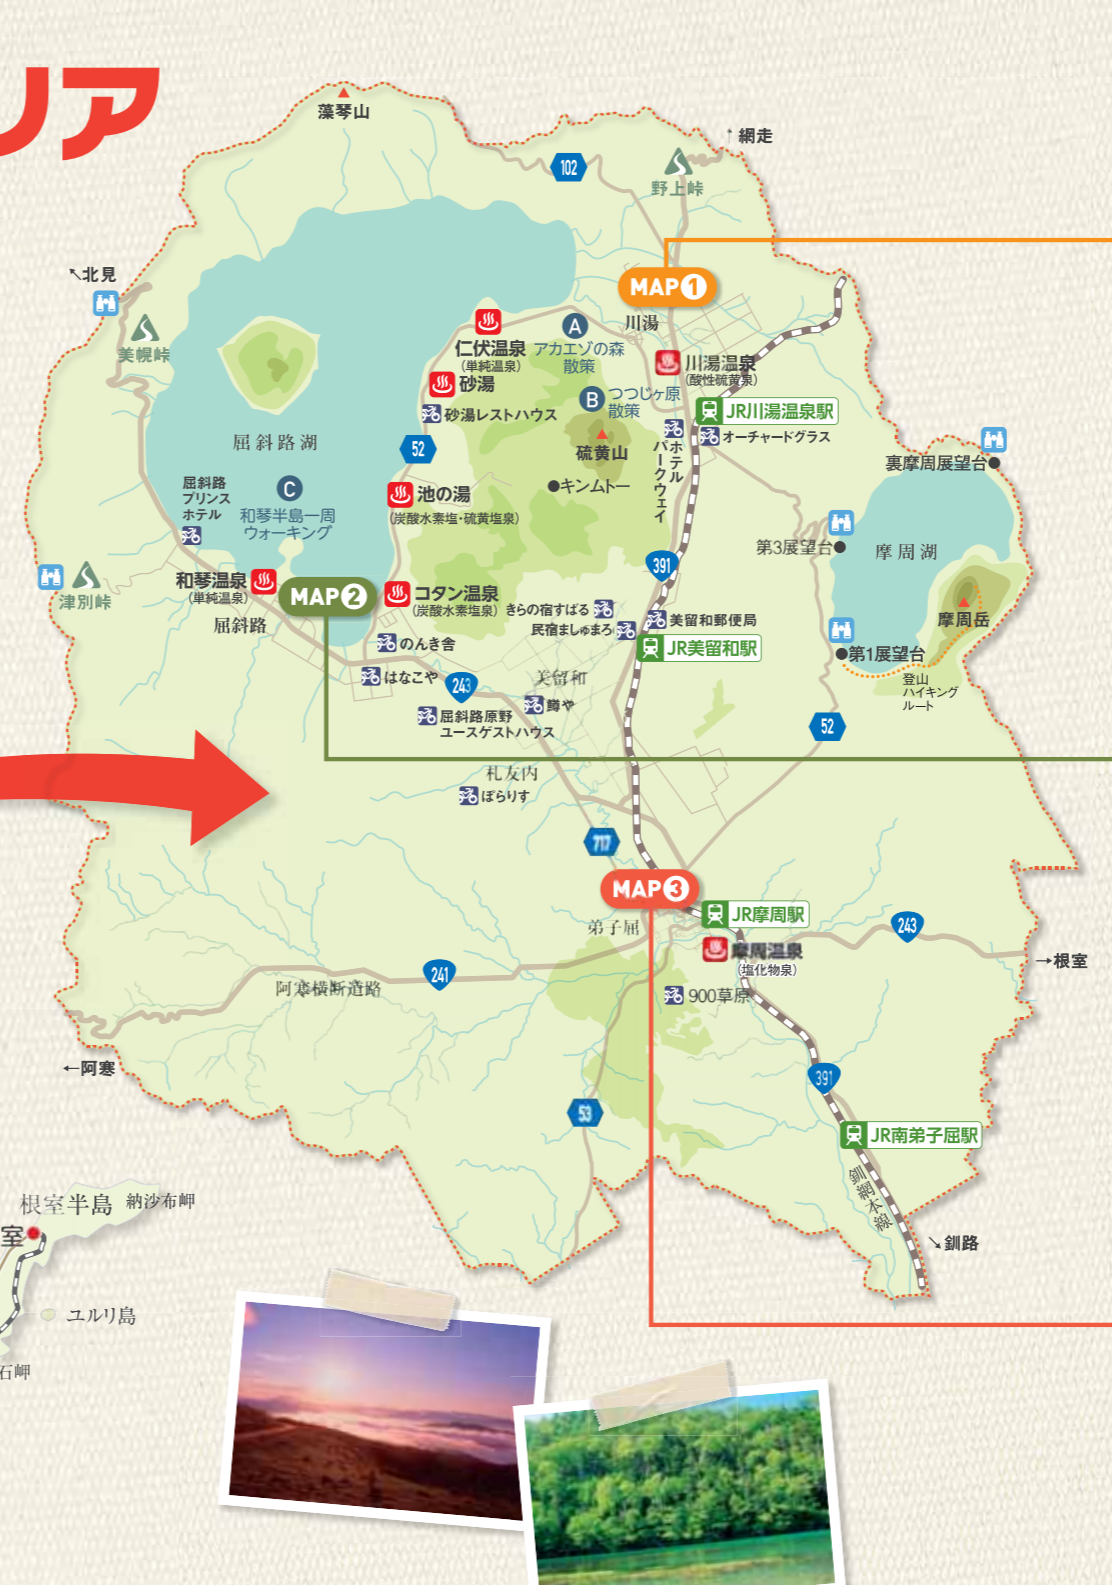 リア
藻琴山
↑網走
102
野上峠
↖北見
MAP1
川湯
美幌峠
仁伏温泉
(単純温泉)
A
アカエゾの森
散策
川湯温泉
(酸性硫黄泉)
砂湯
砂湯レストハウス
B
つつじヶ原
散策
JR川湯温泉駅
オーチャードグラス
ホテル
パークウェイ
硫黄山
52
屈斜路湖
裏摩周展望台
キンムトー
屈斜路
プリンス
ホテル
C
和琴半島一周
ウォーキング
池の湯
(炭酸水素塩・硫黄塩泉)
第3展望台
摩周湖
391
津別峠
和琴温泉
(単純温泉)
MAP2
コタン温泉
(炭酸水素塩泉)
きらの宿すばる
屈斜路
民宿ましゅまろ
美留和郵便局
摩周岳
JR美留和駅
のんき舎
第1展望台
はなこや
243
美留和
登山
ハイキング
ルート
鱒や
屈斜路原野
ユースゲストハウス
52
札友内
ぽらりす
717
MAP3
弟子屈
JR摩周駅
243
摩周温泉
(塩化物泉)
→根室
241
阿寒横断道路
900草原
←阿寒
391
53
JR南弟子屈駅
釧網本線
↘釧路
根室半島
納沙布岬
室
ユルリ島
石岬